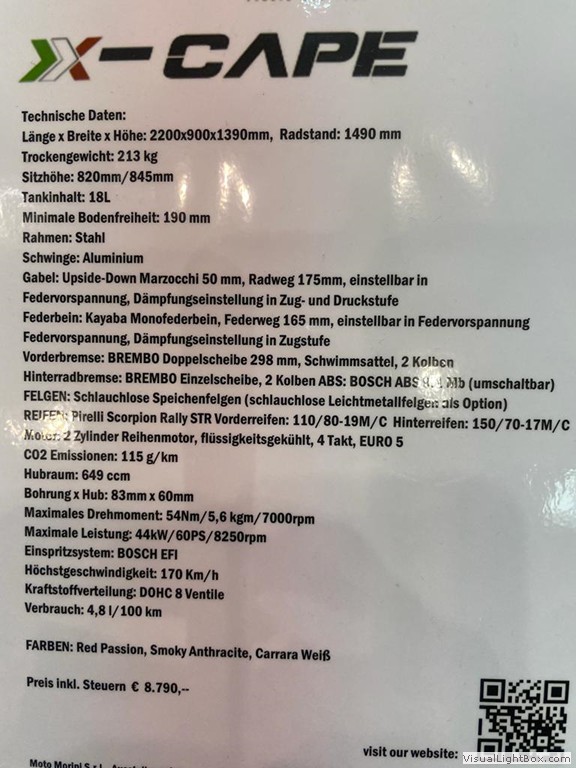 X-CAPE
Technische Daten:
Länge x Breite x Höhe: 2200x900x1390mm, Radstand: 1490 mm
Trockengewicht: 213 kg
Sitzhöhe: 820mm/845mm
Tankinhalt: 18L
Minimale Bodenfreiheit: 190 mm
Rahmen: Stahl
Schwinge: Aluminium
Gabel: Upside-Down Marzocchi 50 mm, Radweg 175mm, einstellbar in
Federvorspannung, Dämpfungseinstellung in Zug- und Druckstufe
Federbein: Kayaba Monofederbein, Federweg 165 mm, einstellbar in Federvorspannung
Federvorspannung, Dämpfungseinstellung in Zugstufe
Vorderbremse: BREMBO Doppelscheibe 298 mm, Schwimmsattel, 2 Kolben
Hinterradbremse: BREMBO Einzelscheibe, 2 Kolben ABS: BOSCH ABS Mb (umschaltbar)
FELGEN: Schlauchlose Speichenfelgen (schlauchlose Leichtmetallfelgen als Option)
REIFEN: Pirelli Scorpion Rally STR Vorderreifen: 110/80-19M/C Hinterreifen: 150/70-17M/C
Motor: 2 Zylinder Reihenmotor, flüssigkeitsgekühlt, 4 Takt, EURO 5
CO2 Emissionen: 115 g/km
Hubraum: 649 ccm
Bohrung x Hub: 83mm x 60mm
Maximales Drehmoment: 54Nm/5,6 kgm/7000rpm
Maximale Leistung: 44kW/60PS/8250rpm
Einspritzsystem: BOSCH EFI
Höchstgeschwindigkeit: 170 Km/h
Kraftstoffverteilung: DOHC 8 Ventile
Verbrauch: 4,8 l/100 km
FARBEN: Red Passion, Smoky Anthracite, Carrara Weiß
Preis inkl. Steuern € 8.790,--
visit our website:
Moto Morini S.r.l.
VisualLightBox.com